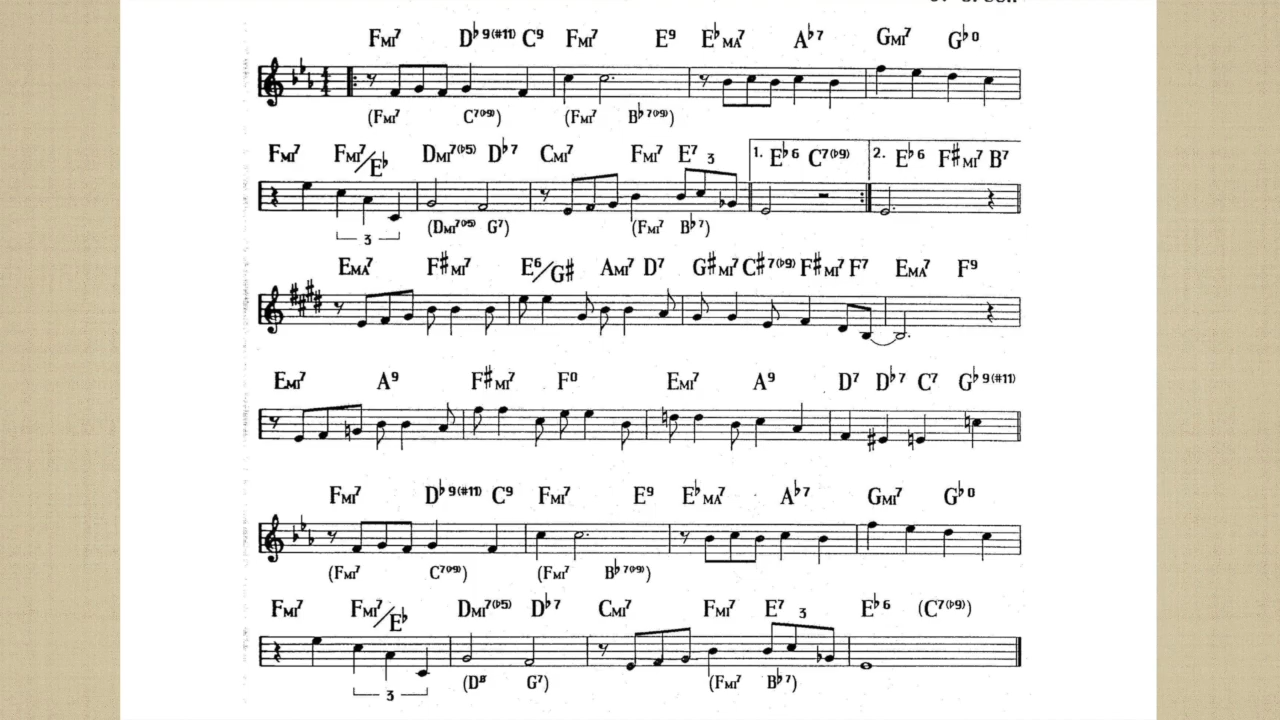 FMI7 D♭9(#11) C9 FMI7 E9 E♭MA7 A♭7 GMI7 G♭o
(FMI7 C7(♭9)) (FMI7 B♭7(♭9))
FMI7 FMI7/E♭ DMI7(♭5) D♭7 CMI7 FMI7 E7 3 1. E♭6 C7(♭9) 2. E♭6 F#MI7 B7
3 (DMI7(♭5) G7) (FMI7 B♭7)
EMA7 F#MI7 E6/G# AMI7 D7 G#MI7 C#7(♭9) F#MI7 F7 EMA7 F9
EMI7 A9 F#MI7 Fo EMI7 A9 D7 D♭7 C7 G♭9(#11)
FMI7 D♭9(#11) C9 FMI7 E9 E♭MA7 A♭7 GMI7 G♭o
(FMI7 C7(♭9)) (FMI7 B♭7(♭9))
FMI7 FMI7/E♭ DMI7(♭5) D♭7 CMI7 FMI7 E7 3 E♭6 (C7(♭9))
3 G7) (FMI7 B♭7)